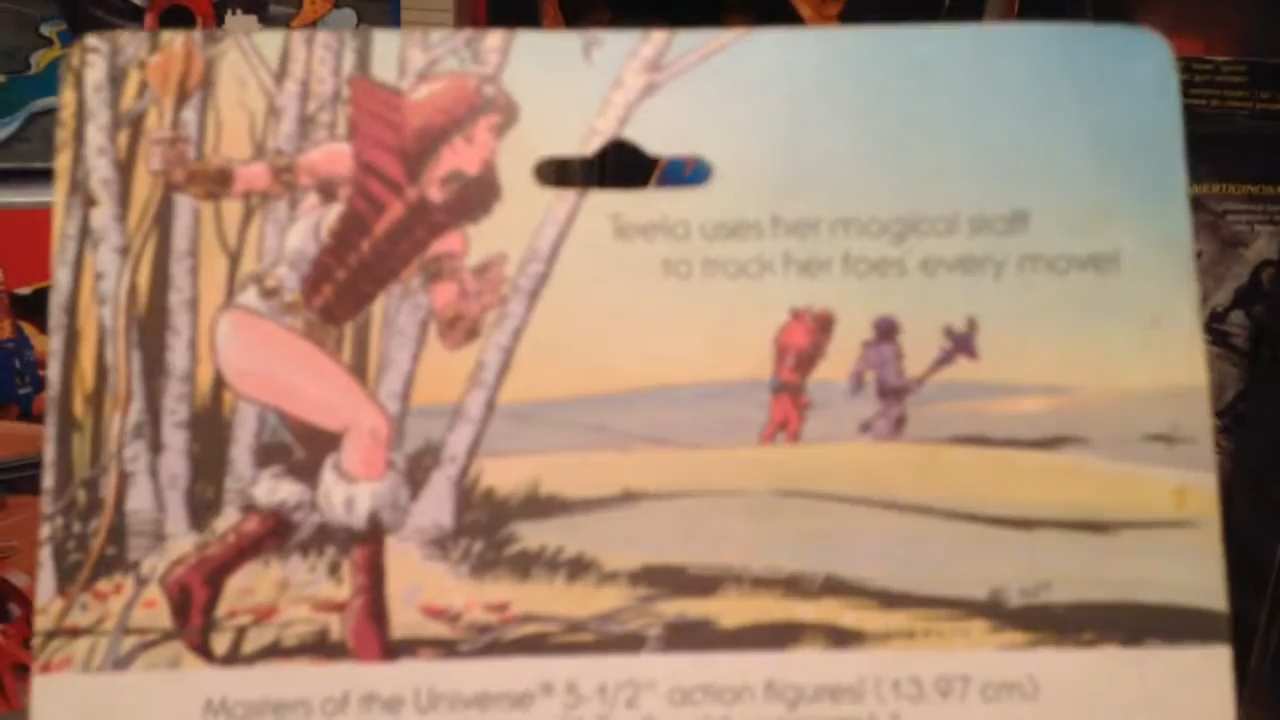 Teela uses her magical staff
to track her foes every move!
Masters of the Universe® 5-1/2" action figures! (13.97 cm)